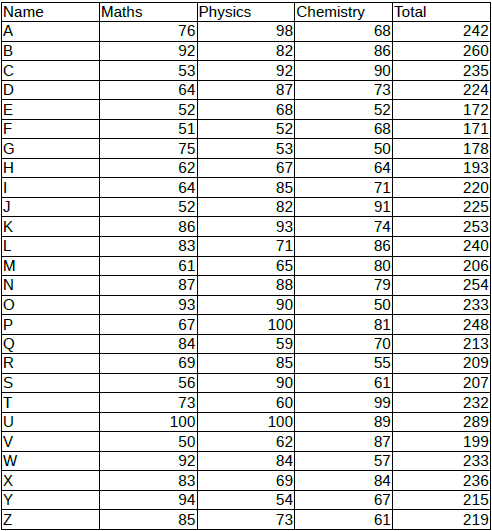 Name Maths Physics Chemistry Total
A 76 98 68 242
B 92 82 86 260
C 53 92 90 235
D 64 87 73 224
E 52 68 52 172
F 51 52 68 171
G 75 53 50 178
H 62 67 64 193
I 64 85 71 220
J 52 82 91 225
K 86 93 74 253
L 83 71 86 240
M 61 65 80 206
N 87 88 79 254
O 93 90 50 233
P 67 100 81 248
Q 84 59 70 213
R 69 85 55 209
S 56 90 61 207
T 73 60 99 232
U 100 100 89 289
V 50 62 87 199
W 92 84 57 233
X 83 69 84 236
Y 94 54 67 215
Z 85 73 61 219